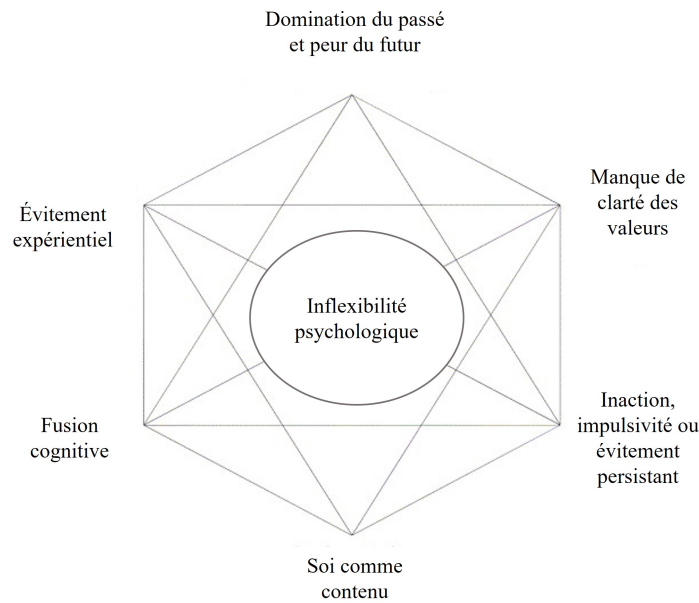 Domination du passé
et peur du futur
Manque de
clarté des
valeurs
Évitement
expérientiel
Inflexibilité
psychologique
Fusion
cognitive
Inaction,
impulsivité ou
évitement
persistant
Soi comme
contenu